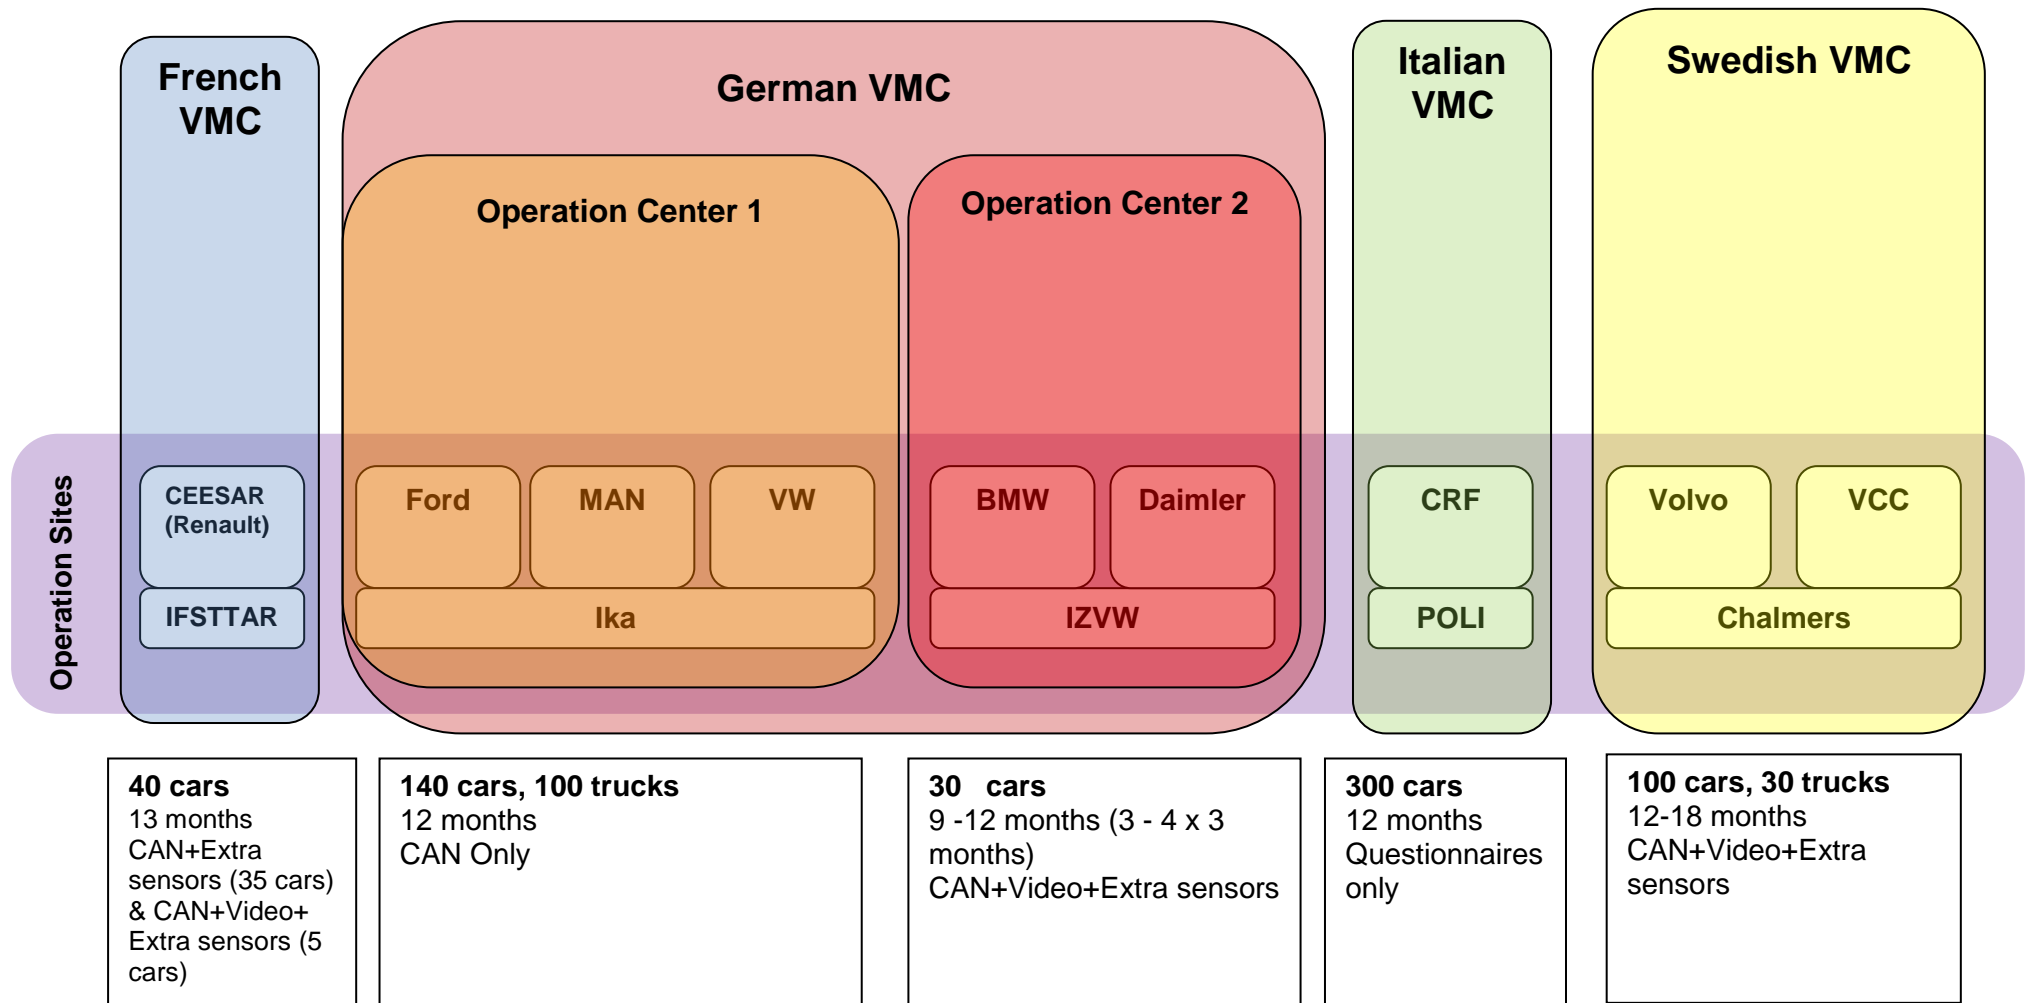 French
VMC
German VMC
Italian
VMC
Swedish VMC
Operation Center 1
Operation Center 2
Operation Sites
CEESAR
(Renault)
Ford
MAN
VW
BMW
Daimler
CRF
Volvo
VCC
IFSTTAR
Ika
IZVW
POLI
Chalmers
40 cars
13 months
CAN+Extra
sensors (35 cars)
& CAN+Video+
Extra sensors (5
cars)
140 cars, 100 trucks
12 months
CAN Only
30 cars
9 -12 months (3 - 4 x 3
months)
CAN+Video+Extra sensors
300 cars
12 months
Questionnaires
only
100 cars, 30 trucks
12-18 months
CAN+Video+Extra
sensors